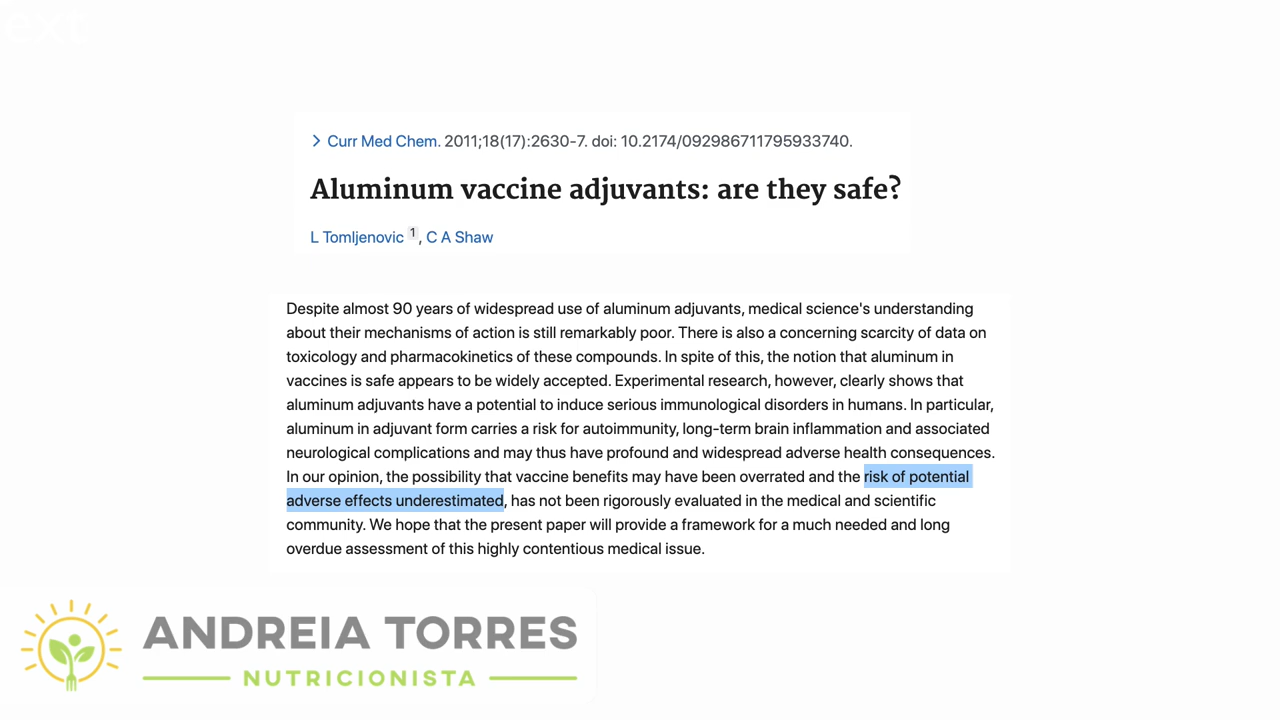 ext
> Curr Med Chem. 2011;18(17):2630-7. doi: 10.2174/092986711795933740.
Aluminum vaccine adjuvants: are they safe?
L Tomljenovic 1, C A Shaw
Despite almost 90 years of widespread use of aluminum adjuvants, medical science's understanding
about their mechanisms of action is still remarkably poor. There is also a concerning scarcity of data on
toxicology and pharmacokinetics of these compounds. In spite of this, the notion that aluminum in
vaccines is safe appears to be widely accepted. Experimental research, however, clearly shows that
aluminum adjuvants have a potential to induce serious immunological disorders in humans. In particular,
aluminum in adjuvant form carries a risk for autoimmunity, long-term brain inflammation and associated
neurological complications and may thus have profound and widespread adverse health consequences.
In our opinion, the possibility that vaccine benefits may have been overrated and the risk of potential
adverse effects underestimated, has not been rigorously evaluated in the medical and scientific
community. We hope that the present paper will provide a framework for a much needed and long
overdue assessment of this highly contentious medical issue.
ANDREIA TORRES
NUTRICIONISTA